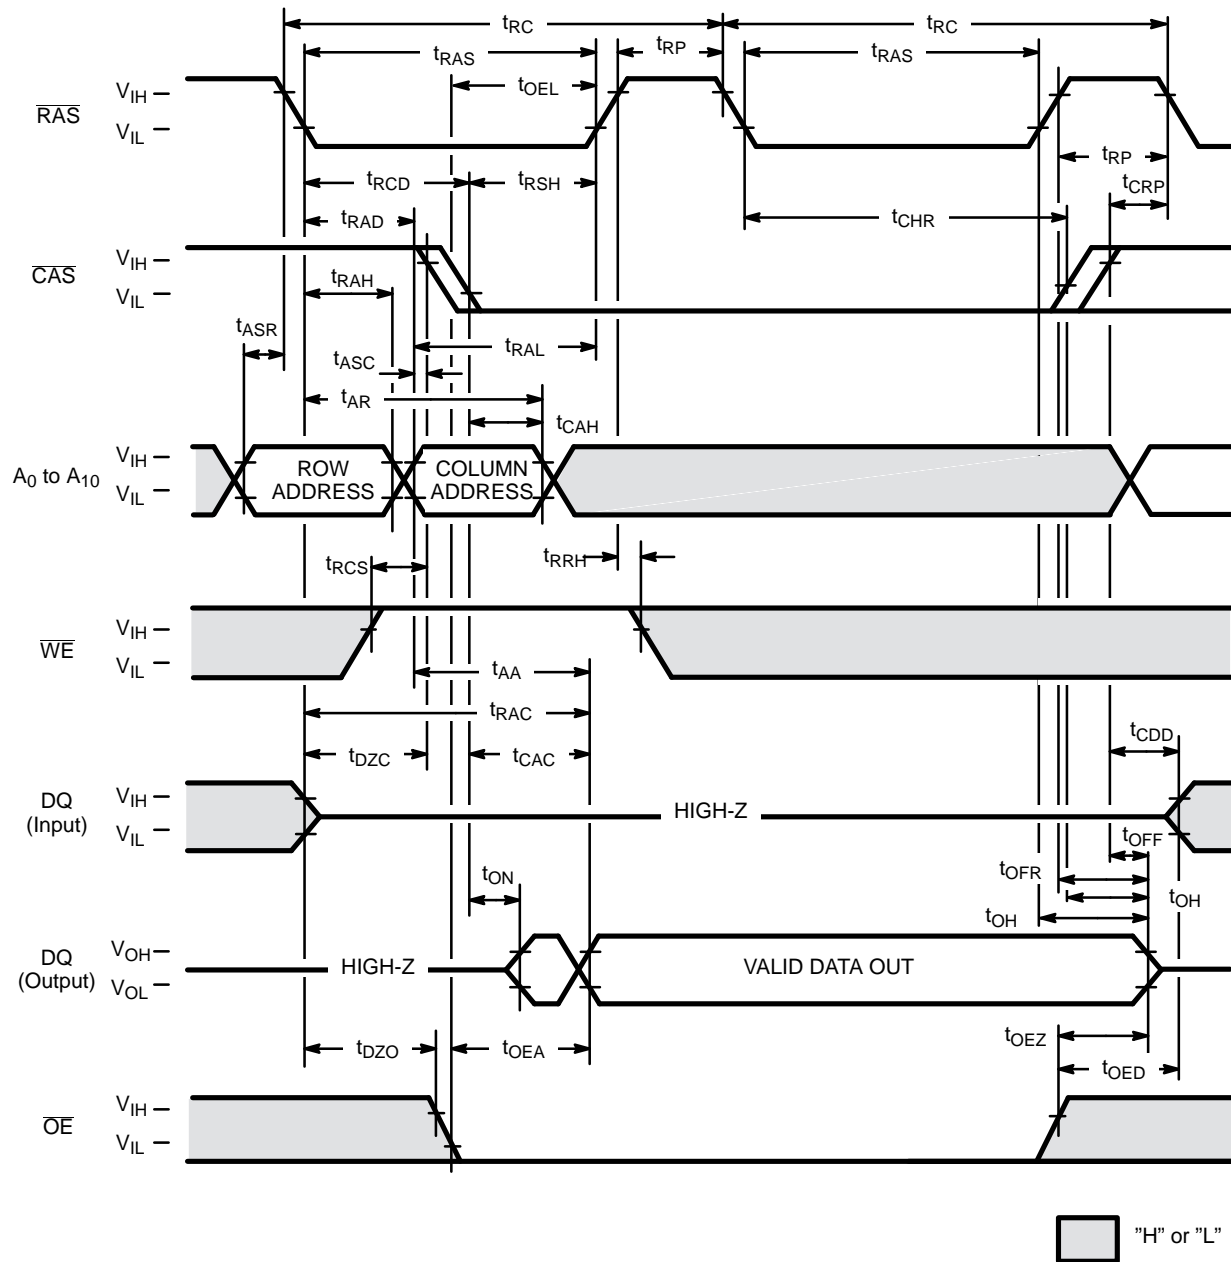 tRC tRC
tRAS tRP tRAS
tOEL
RAS VIH
VIL
tRP
tRCD tRSH
tCRP
tRAD tCHR
CAS VIH
VIL
tRAH
tASR
tRAL
tASC
tAR
tCAH
A0 to A10 VIH
VIL
ROW
ADDRESS
COLUMN
ADDRESS
tRCS tRRH
WE VIH
VIL
tAA
tRAC
tDZC tCAC tCDD
DQ
(Input)
VIH
VIL
HIGH-Z
tOFF
tOFR
tON tOH
tOH
DQ
(Output)
VOH
VOL
HIGH-Z VALID DATA OUT
tDZO tOEA tOEZ
tOED
OE VIH
VIL
”H” or ”L”